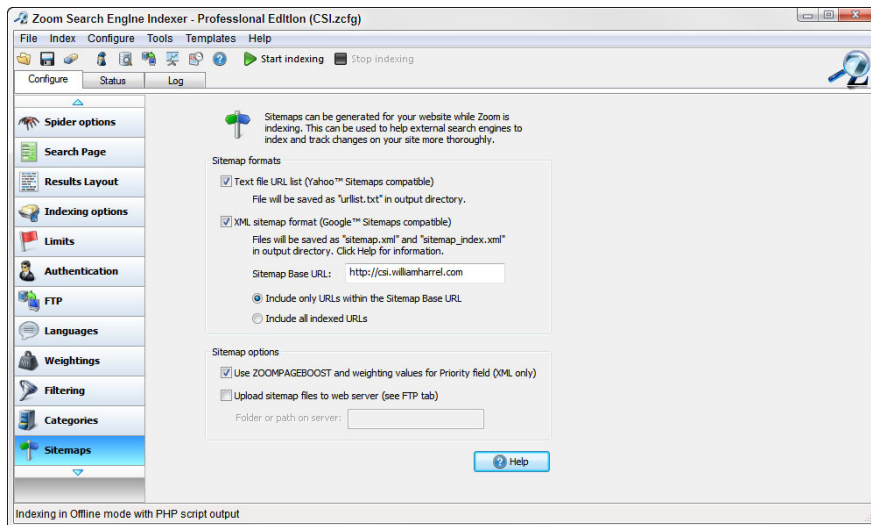 Zoom Search Engine Indexer - Professional Edition (CSI.zcfg)
File Index Configure Tools Templates Help
Start indexing Stop indexing
Configure Status Log
Spider options
Search Page
Results Layout
Indexing options
Limits
Authentication
FTP
Languages
Weightings
Filtering
Categories
Sitemaps
Sitemaps can be generated for your website while Zoom is
indexing. This can be used to help external search engines to
index and track changes on your site more thoroughly.
Sitemap formats
Text file URL list (Yahoo™ Sitemaps compatible)
File will be saved as "urllist.txt" in output directory.
XML sitemap format (Google™ Sitemaps compatible)
Files will be saved as "sitemap.xml" and "sitemap_index.xml"
in output directory. Click Help for information.
Sitemap Base URL: http://csi.williamharrel.com
Include only URLs within the Sitemap Base URL
Include all indexed URLs
Sitemap options
Use ZOOMPAGEBOOST and weighting values for Priority field (XML only)
Upload sitemap files to web server (see FTP tab)
Folder or path on server:
Help
Indexing in Offline mode with PHP script output